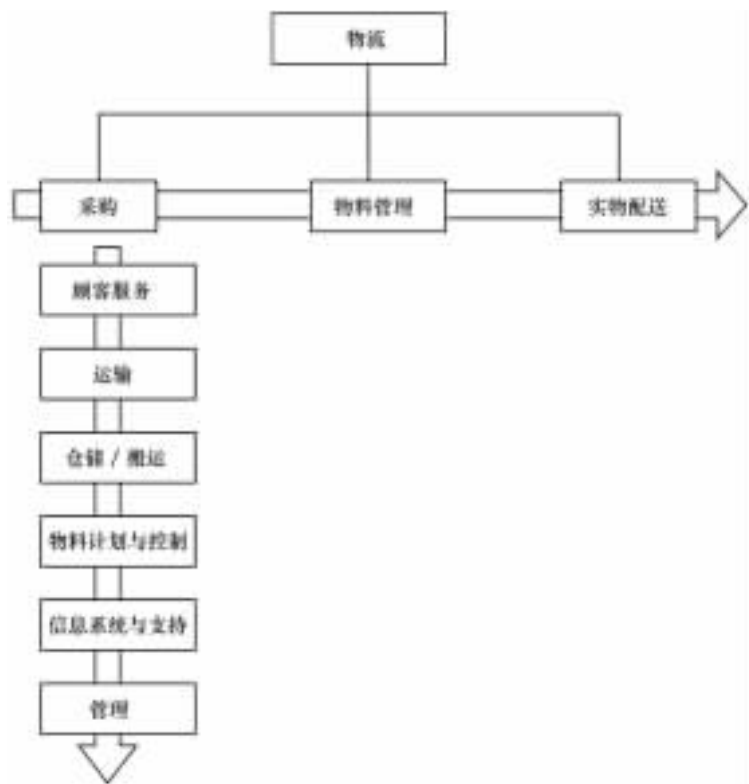 物流
采购
物料管理
实物配送
顾客服务
运输
仓储 / 搬运
物料计划与控制
信息系统与支持
管理